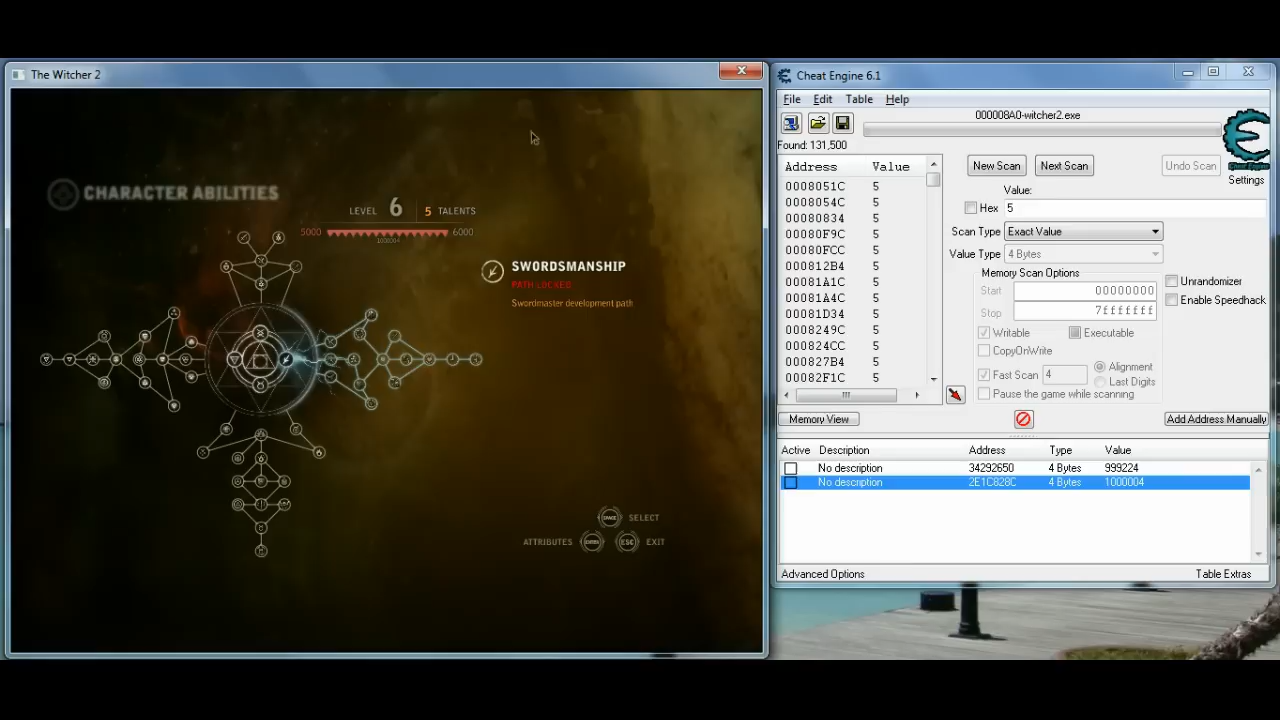 The Witcher 2
CHARACTER ABILITIES
LEVEL 6 5 TALENTS
5000 6000
1000004
SWORDSMANSHIP
PATH LOCKED
Swordmaster development path
SPACE SELECT
ATTRIBUTES ENTER ESC EXIT
Cheat Engine 6.1
File Edit Table Help
000008A0-witcher2.exe
Found: 131,500
Address Value
0008051C 5
0008054C 5
00080834 5
00080F9C 5
00080FCC 5
000812B4 5
00081A1C 5
00081A4C 5
00081D34 5
0008249C 5
000824CC 5
000827B4 5
00082F1C 5
New Scan Next Scan Undo Scan
Cheat Engine
Settings
Value:
Hex 5
Scan Type Exact Value
Value Type 4 Bytes
Memory Scan Options
Start 00000000
Stop 7fffffff
Writable Executable
CopyOnWrite
Fast Scan 4 Alignment
Last Digits
Pause the game while scanning
Unrandomizer
Enable Speedhack
Memory View Add Address Manually
Active Description Address Type Value
No description 34292650 4 Bytes 999224
No description 2E1C828C 4 Bytes 1000004
Advanced Options Table Extras